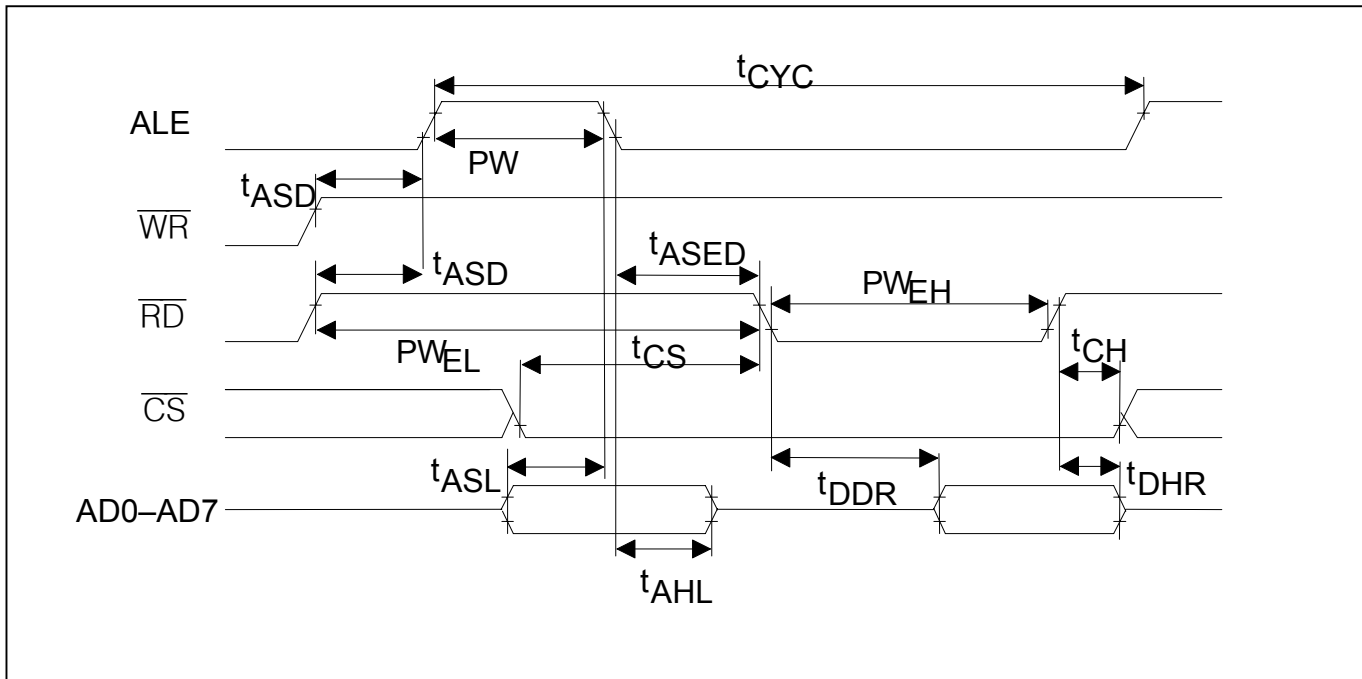 tCYC
ALE
PW
tASD
WR
tASED
tASD
PWEH
RD
PWEL
tCS
tCH
CS
tASL
tDDR
tDHR
AD0–AD7
tAHL